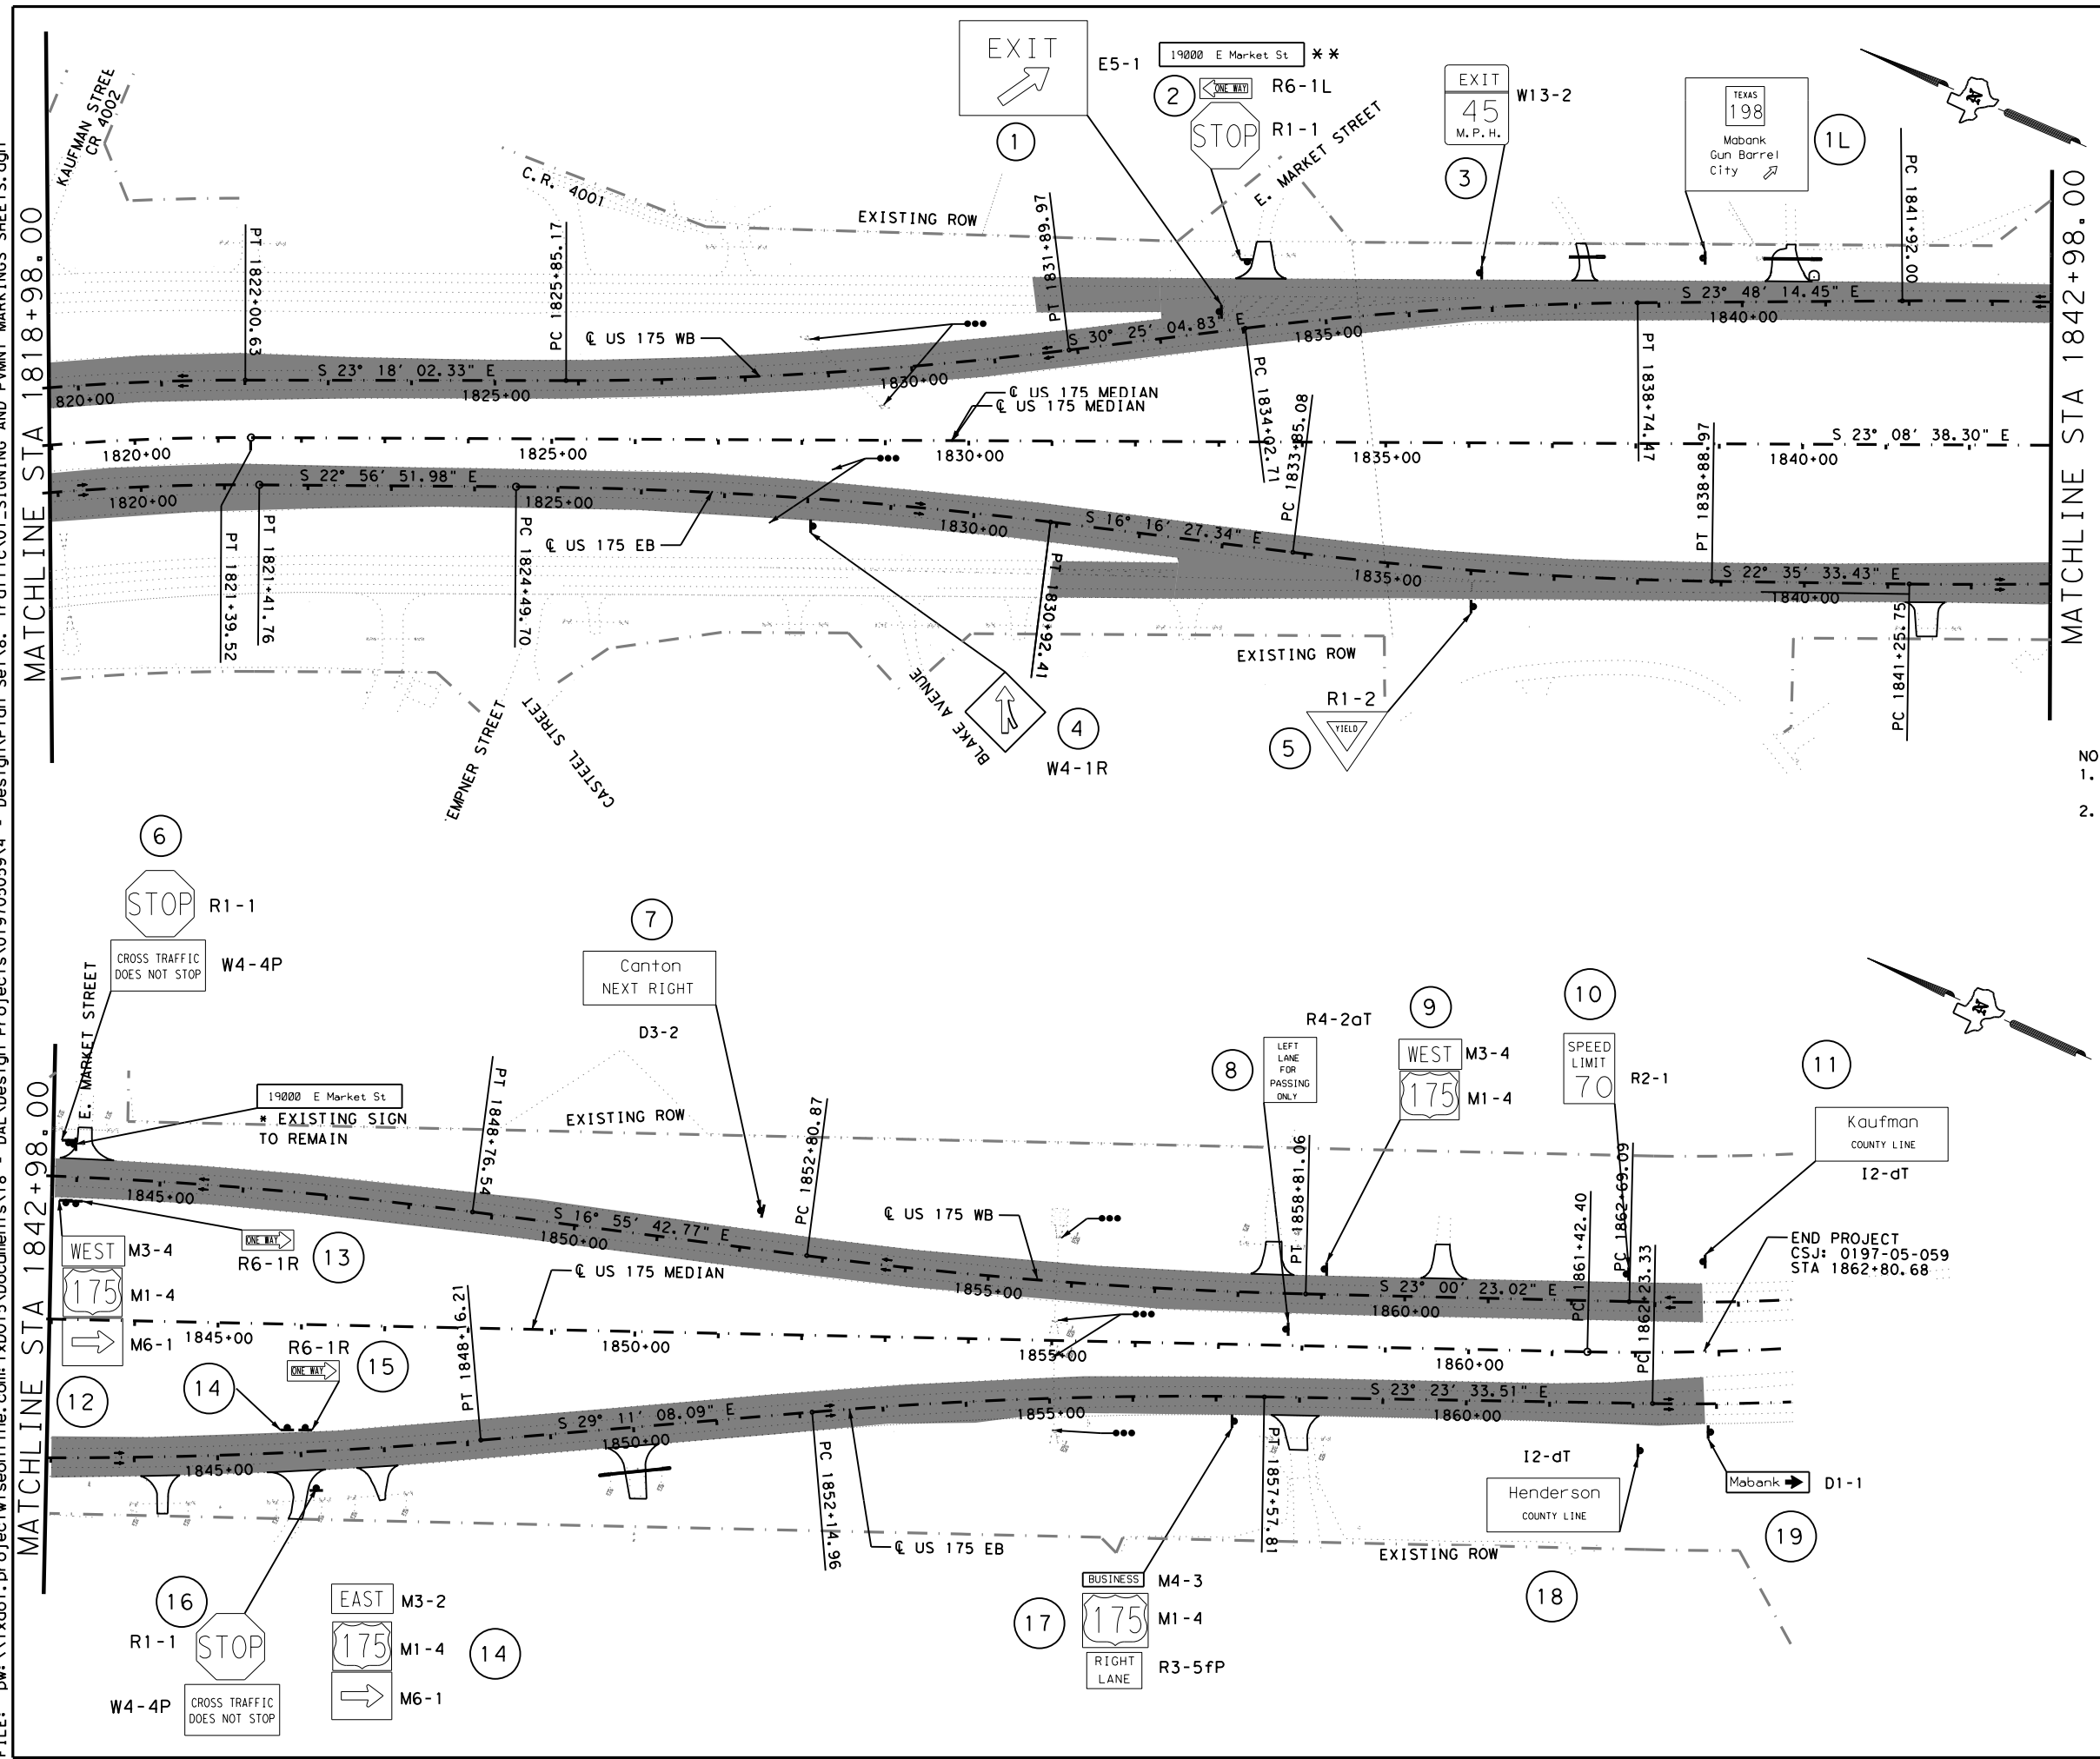 EXIT
E5-1
19000 E Market St
**
2
ONE WAY
R6-1L
STOP
R1-1
1
EXIT
45
M.P.H.
W13-2
3
TEXAS
198
Mabank
Gun Barrel
City
1L
KAUFMAN STREE
CR 4002
C.R. 4001
EXISTING ROW
E. MARKET STREET
MATCHLINE STA 1818+98.00
MATCHLINE STA 1842+98.00
PT 1822+00.63
PC 1825+85.17
PT 1831+89.97
PC 1841+92.00
℄ US 175 WB
S 23° 18' 02.33" E
S 30° 25' 04.83" E
S 23° 48' 14.45" E
820+00
1825+00
1830+00
1835+00
1840+00
℄ US 175 MEDIAN
℄ US 175 MEDIAN
PC 1834+02.71
PC 1833+85.08
PT 1838+74.47
PT 1838+88.97
1820+00
1825+00
1830+00
1835+00
1840+00
S 23° 08' 38.30" E
S 22° 56' 51.98" E
S 16° 16' 27.34" E
S 22° 35' 33.43" E
1820+00
1825+00
1830+00
1835+00
1840+00
℄ US 175 EB
PT 1821+39.52
PT 1821+41.76
PC 1824+49.70
PT 1830+92.41
PC 1841+25.75
EXISTING ROW
EMPNER STREET
CASTEEL STREET
BLAKE AVENUE
4
W4-1R
R1-2
YIELD
5
NO
1.
2.
6
STOP
R1-1
CROSS TRAFFIC
DOES NOT STOP
W4-4P
E. MARKET STREET
7
Canton
NEXT RIGHT
D3-2
19000 E Market St
* EXISTING SIGN
TO REMAIN
EXISTING ROW
R4-2aT
8
LEFT
LANE
FOR
PASSING
ONLY
9
WEST
M3-4
175
M1-4
10
SPEED
LIMIT
70
R2-1
11
Kaufman
COUNTY LINE
I2-dT
MATCHLINE STA 1842+98.00
PT 1848+76.54
PC 1852+80.87
PT 1858+81.06
PC 1861+42.40
PC 1862+69.09
PC 1862+23.33
1845+00
S 16° 55' 42.77" E
1850+00
℄ US 175 WB
1855+00
S 23° 00' 23.02" E
1860+00
END PROJECT
CSJ: 0197-05-059
STA 1862+80.68
WEST
M3-4
175
M1-4
M6-1
12
ONE WAY
R6-1R
13
℄ US 175 MEDIAN
1845+00
1850+00
1855+00
1860+00
R6-1R
ONE WAY
15
14
PT 1848+16.21
S 29° 11' 08.09" E
S 23° 23' 33.51" E
1845+00
1850+00
1855+00
1860+00
PC 1852+14.96
PT 1857+57.81
℄ US 175 EB
EXISTING ROW
16
R1-1
STOP
W4-4P
CROSS TRAFFIC
DOES NOT STOP
EAST
M3-2
175
M1-4
M6-1
14
17
BUSINESS
M4-3
175
M1-4
RIGHT
LANE
R3-5fP
I2-dT
Henderson
COUNTY LINE
18
Mabank
D1-1
19